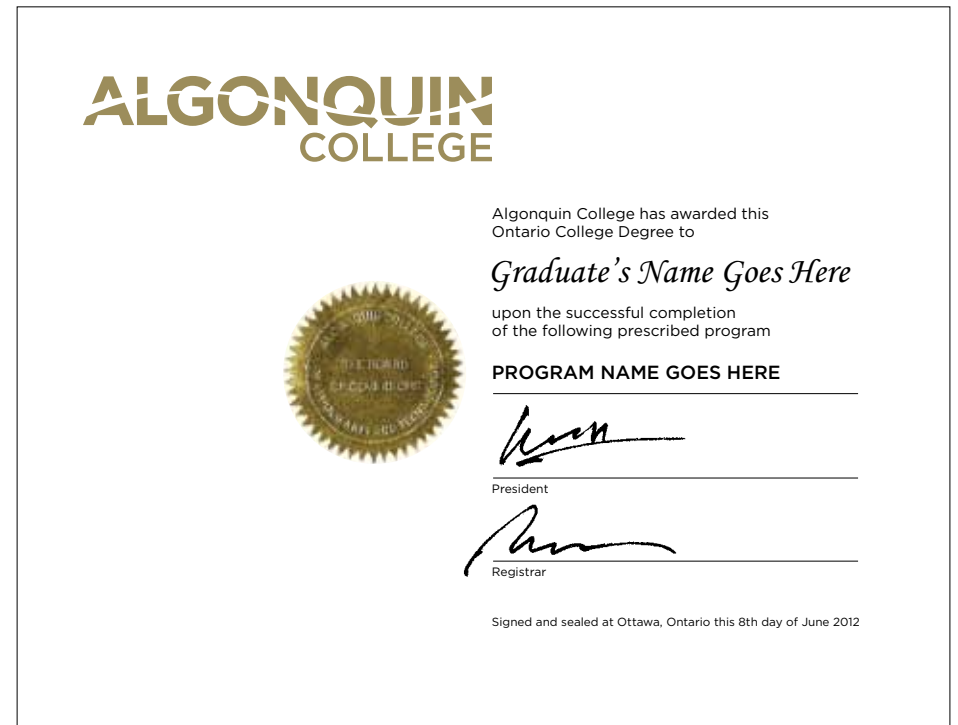 ALGONQUIN
COLLEGE
Algonquin College has awarded this
Ontario College Degree to
Graduate's Name Goes Here
upon the successful completion
of the following prescribed program
PROGRAM NAME GOES HERE
President
Registrar
Signed and sealed at Ottawa, Ontario this 8th day of June 2012